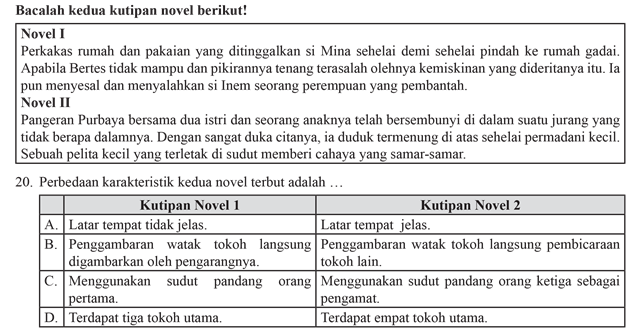 Bacalah kedua kutipan novel berikut!
Novel I
Perkakas rumah dan pakaian yang ditinggalkan si Mina sehelai demi sehelai pindah ke rumah gadai.
Apabila Bertes tidak mampu dan pikirannya tenang terasalah olehnya kemiskinan yang dideritanya itu. Ia
pun menyesal dan menyalahkan si Inem seorang perempuan yang pembantah.
Novel II
Pangeran Purbaya bersama dua istri dan seorang anaknya telah bersembunyi di dalam suatu jurang yang
tidak berapa dalamnya. Dengan sangat duka citanya, ia duduk termenung di atas sehelai permadani kecil.
Sebuah pelita kecil yang terletak di sudut memberi cahaya yang samar-samar.
20. Perbedaan karakteristik kedua novel terbut adalah …
Kutipan Novel 1 Kutipan Novel 2
A. Latar tempat tidak jelas. Latar tempat jelas.
B. Penggambaran watak tokoh langsung Penggambaran watak tokoh langsung pembicaraan
digambarkan oleh pengarangnya. tokoh lain.
C. Menggunakan sudut pandang orang Menggunakan sudut pandang orang ketiga sebagai
pertama. pengamat.
D. Terdapat tiga tokoh utama. Terdapat empat tokoh utama.